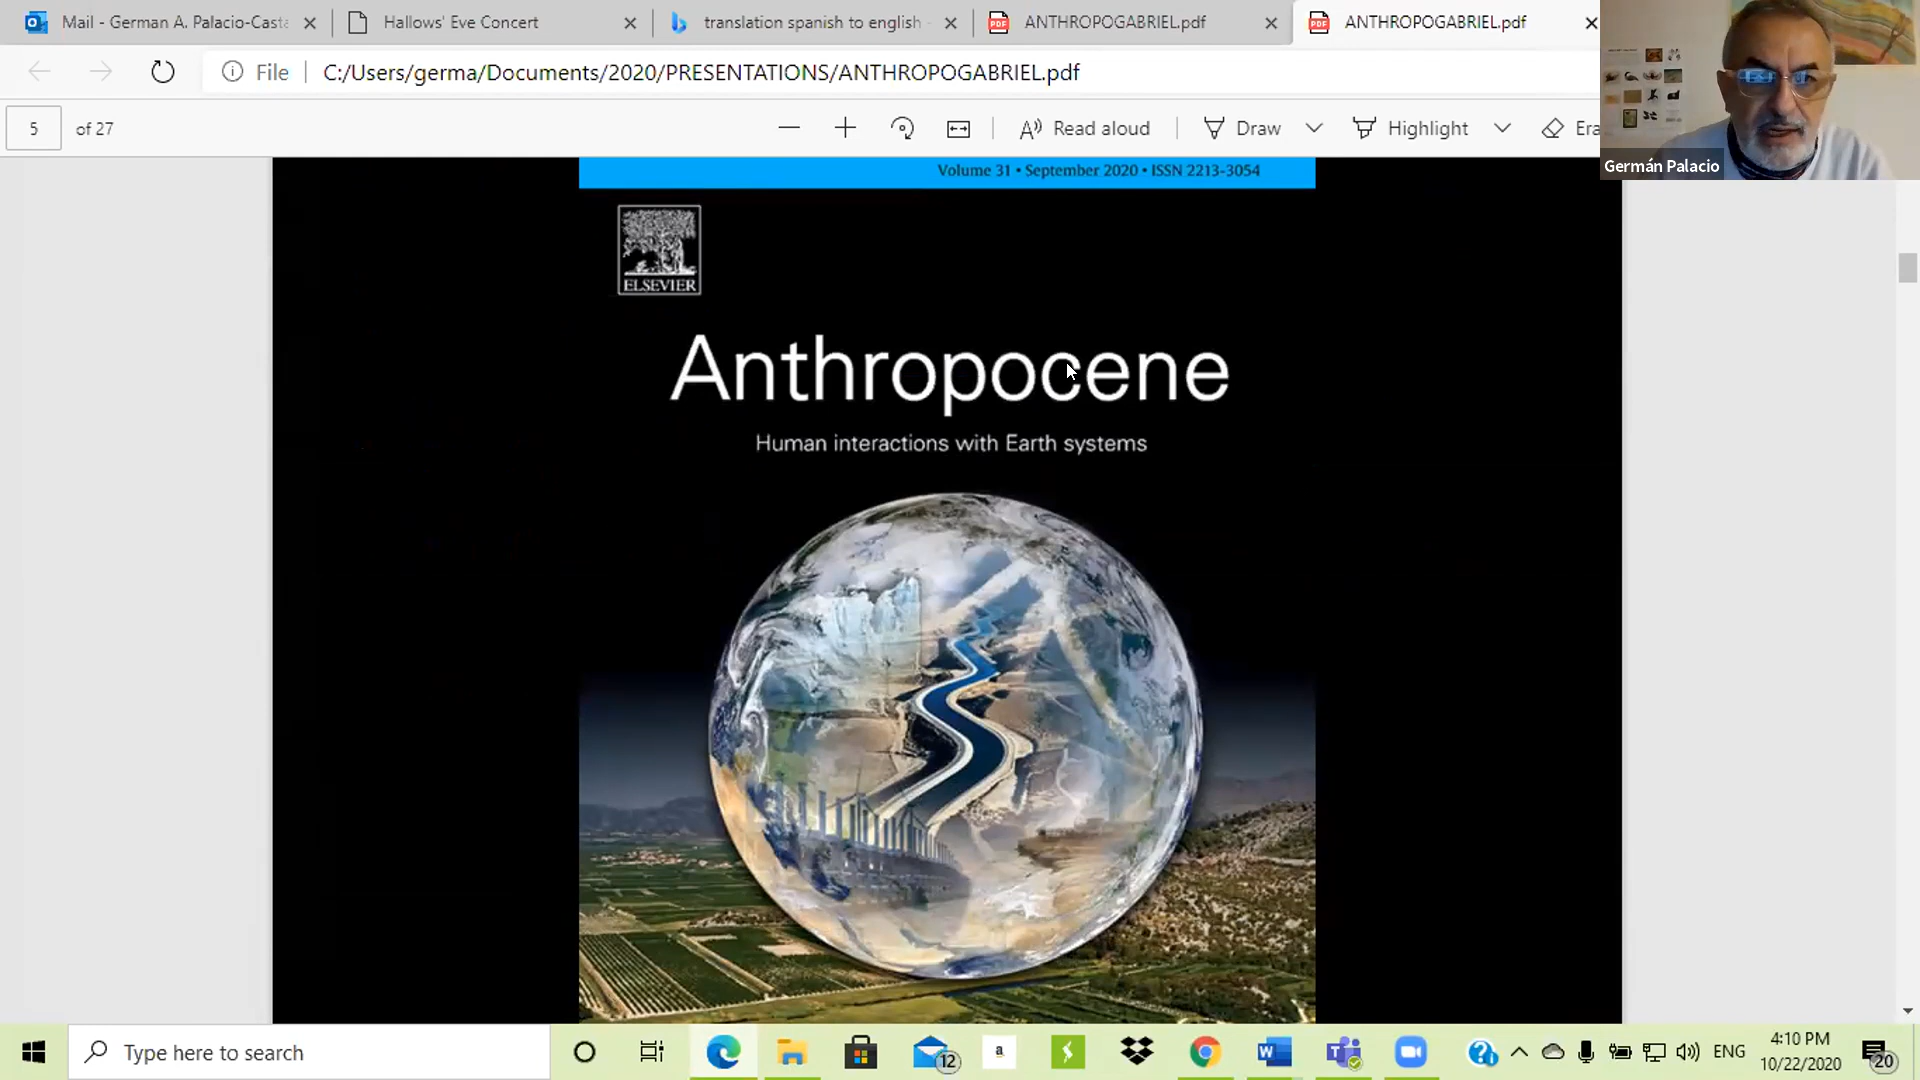 Mail - German A. Palacio-Casta
Hallows' Eve Concert
translation spanish to english -
ANTHROPOGABRIEL.pdf
ANTHROPOGABRIEL.pdf
File
C:/Users/germa/Documents/2020/PRESENTATIONS/ANTHROPOGABRIEL.pdf
5 of 27
Read aloud
Draw
Highlight
Era
Germán Palacio
Volume 31 • September 2020 • ISSN 2213-3054
ELSEVIER
Anthropocene
Human interactions with Earth systems
Type here to search
12
a
ENG
4:10 PM
10/22/2020
20